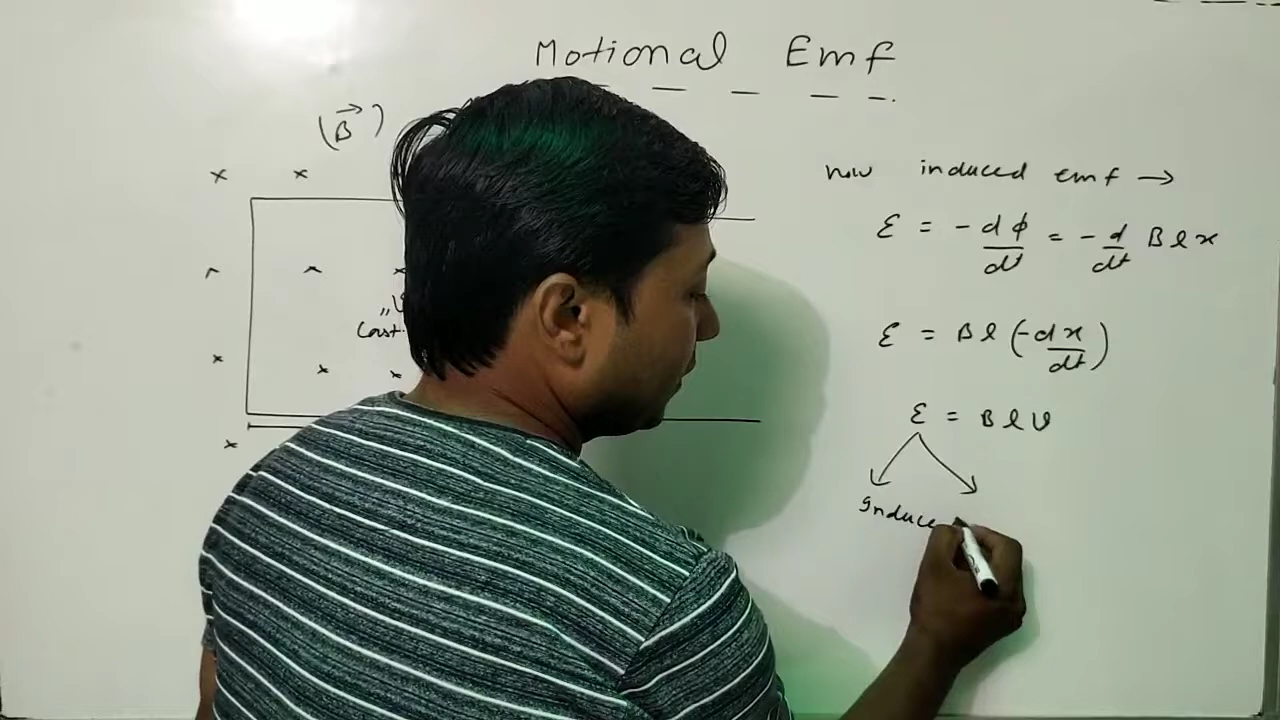 Motional Emf
(B⃗)
x x
x
x x x
x
now induced emf →
ε = - dϕ/dt = - d/dt B l x
ε = B l (-dx/dt)
ε = B l v
Induce